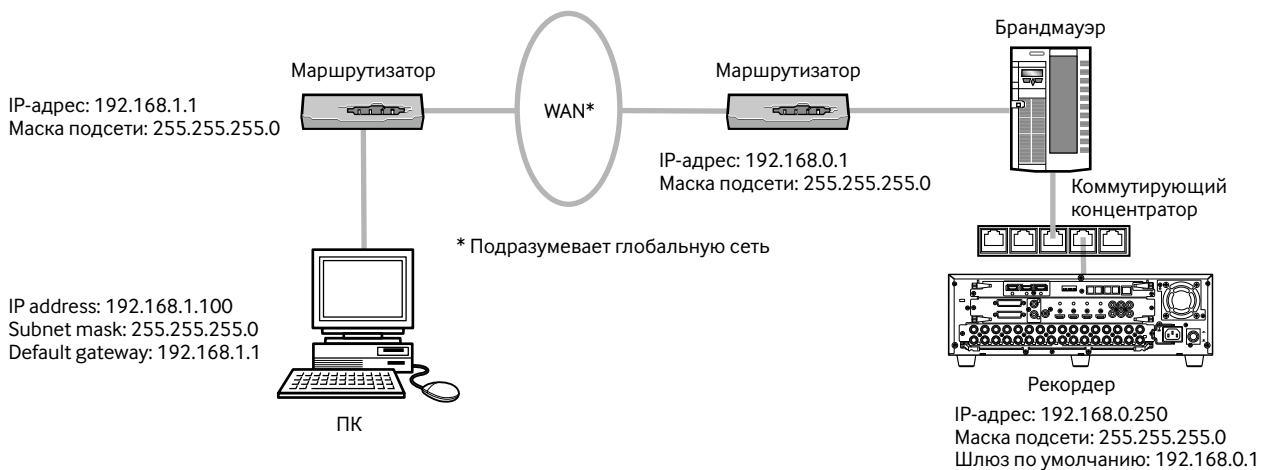 Брандмауэр
Маршрутизатор
Маршрутизатор
IP-адрес: 192.168.1.1
Маска подсети: 255.255.255.0
WAN*
IP-адрес: 192.168.0.1
Маска подсети: 255.255.255.0
Коммутирующий
концентратор
* Подразумевает глобальную сеть
IP address: 192.168.1.100
Subnet mask: 255.255.255.0
Default gateway: 192.168.1.1
ПК
Рекордер
IP-адрес: 192.168.0.250
Маска подсети: 255.255.255.0
Шлюз по умолчанию: 192.168.0.1